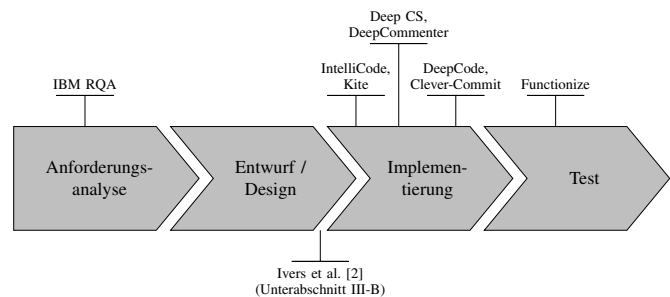 Deep CS,
DeepCommenter
IBM RQA
IntelliCode,
Kite
DeepCode,
Clever-Commit
Functionize
Anforderungs-
analyse
Entwurf /
Design
Implemen-
tierung
Test
Ivers et al. [2]
(Unterabschnitt III-B)